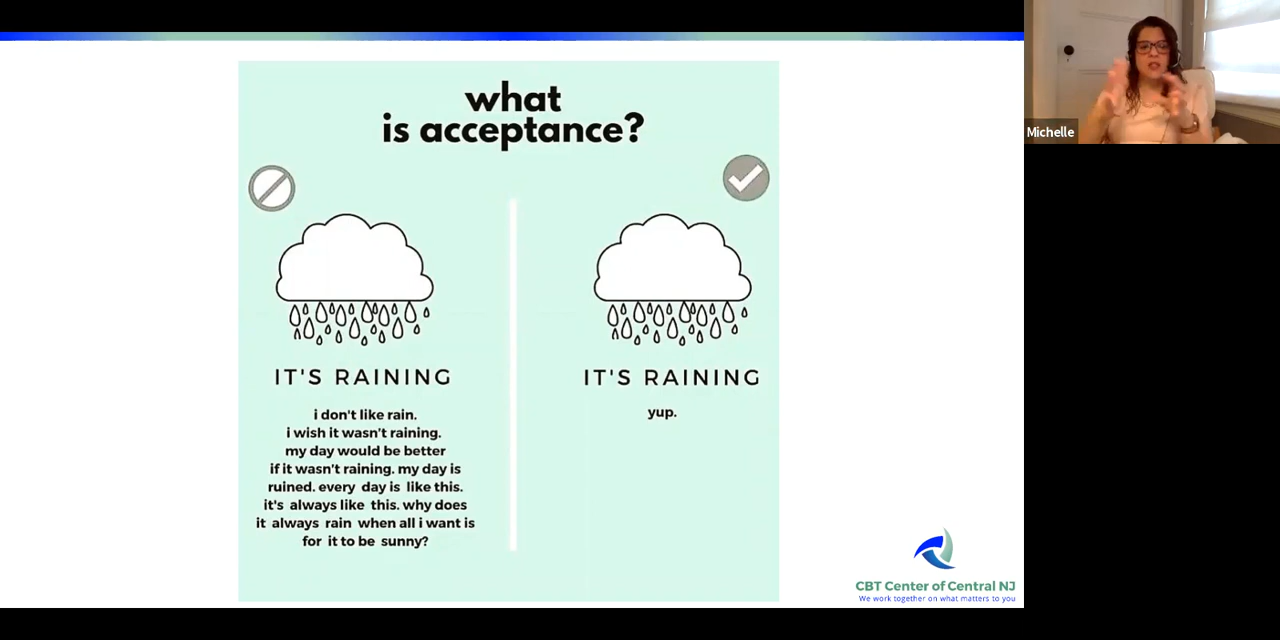 what
is acceptance?
IT'S RAINING
i don't like rain.
i wish it wasn't raining.
my day would be better
if it wasn't raining. my day is
ruined. every day is like this.
it's always like this. why does
it always rain when all i want is
for it to be sunny?
IT'S RAINING
yup.
CBT Center of Central NJ
We work together on what matters to you
Michelle